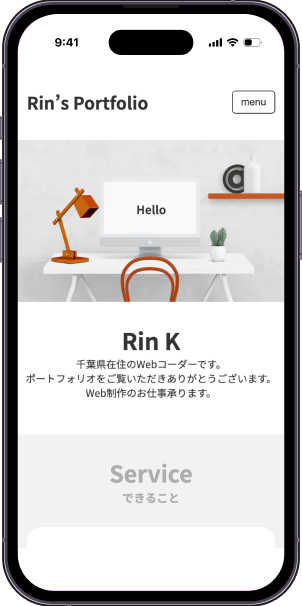 9:41
Rin’s Portfolio
menu
Hello
Rin K
千葉県在住のWebコーダーです。
ポートフォリオをご覧いただきありがとうございます。
Web制作のお仕事承ります。
Service
できること